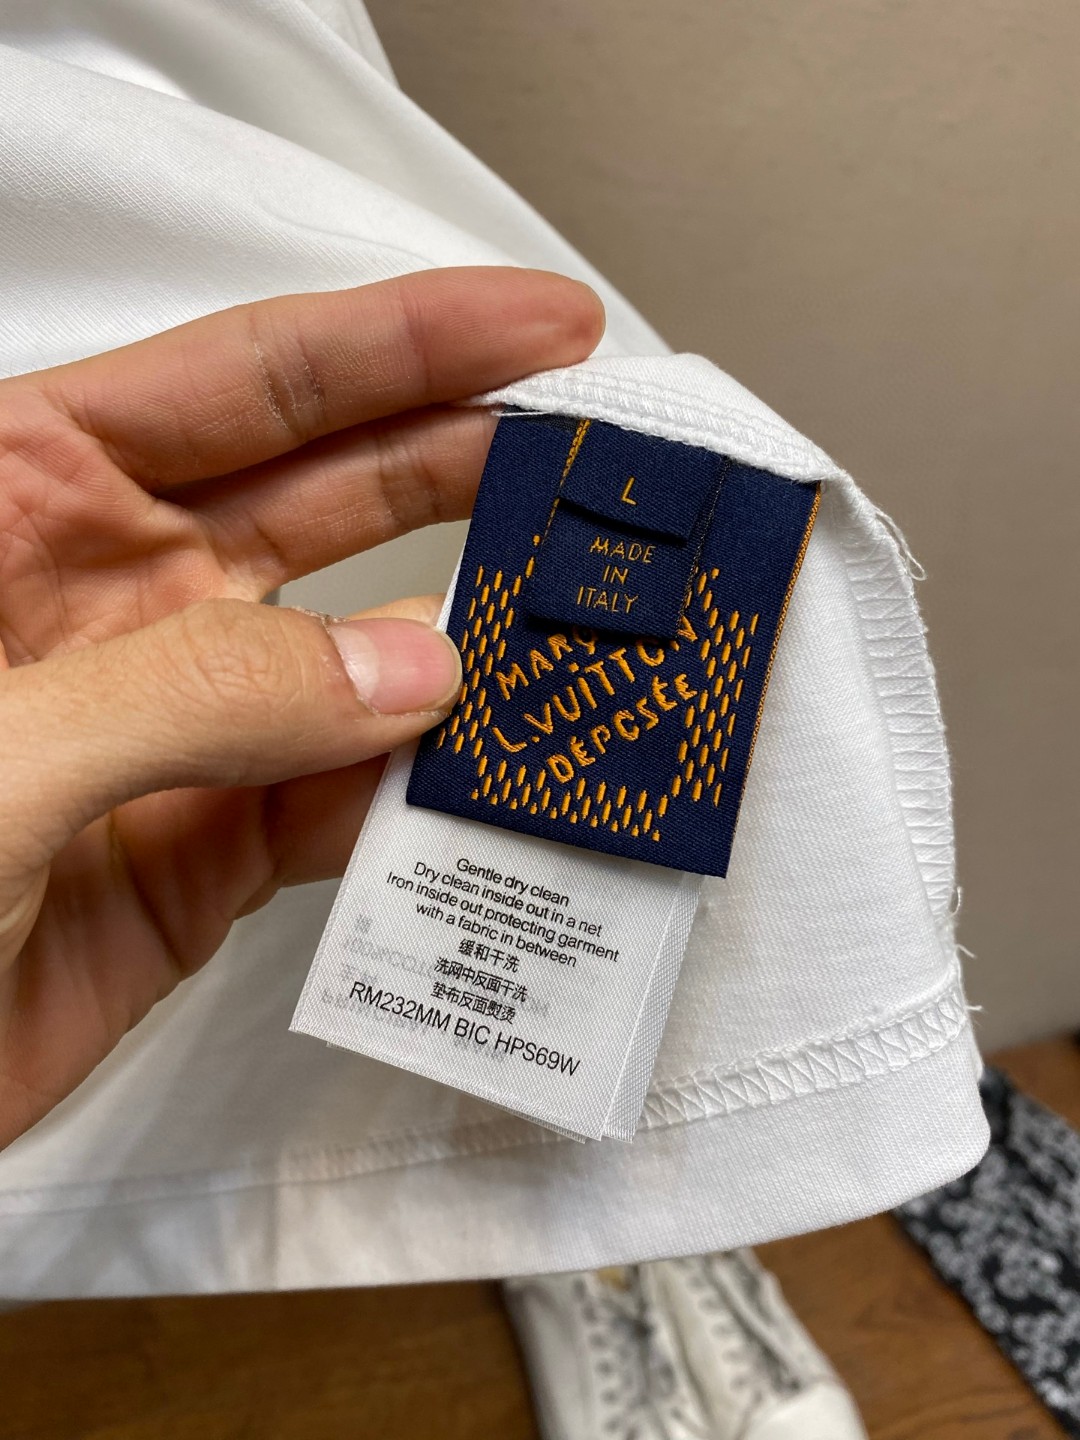 L
MADE
IN
ITALY
L.VUITTON
DÉPOSÉE
Gentle dry clean
Dry clean inside out in a net
Iron inside out protecting garment
with a fabric in between
缓和干洗
洗网中反面干洗
垫布反面熨烫
RM232MM BIC HPS69W